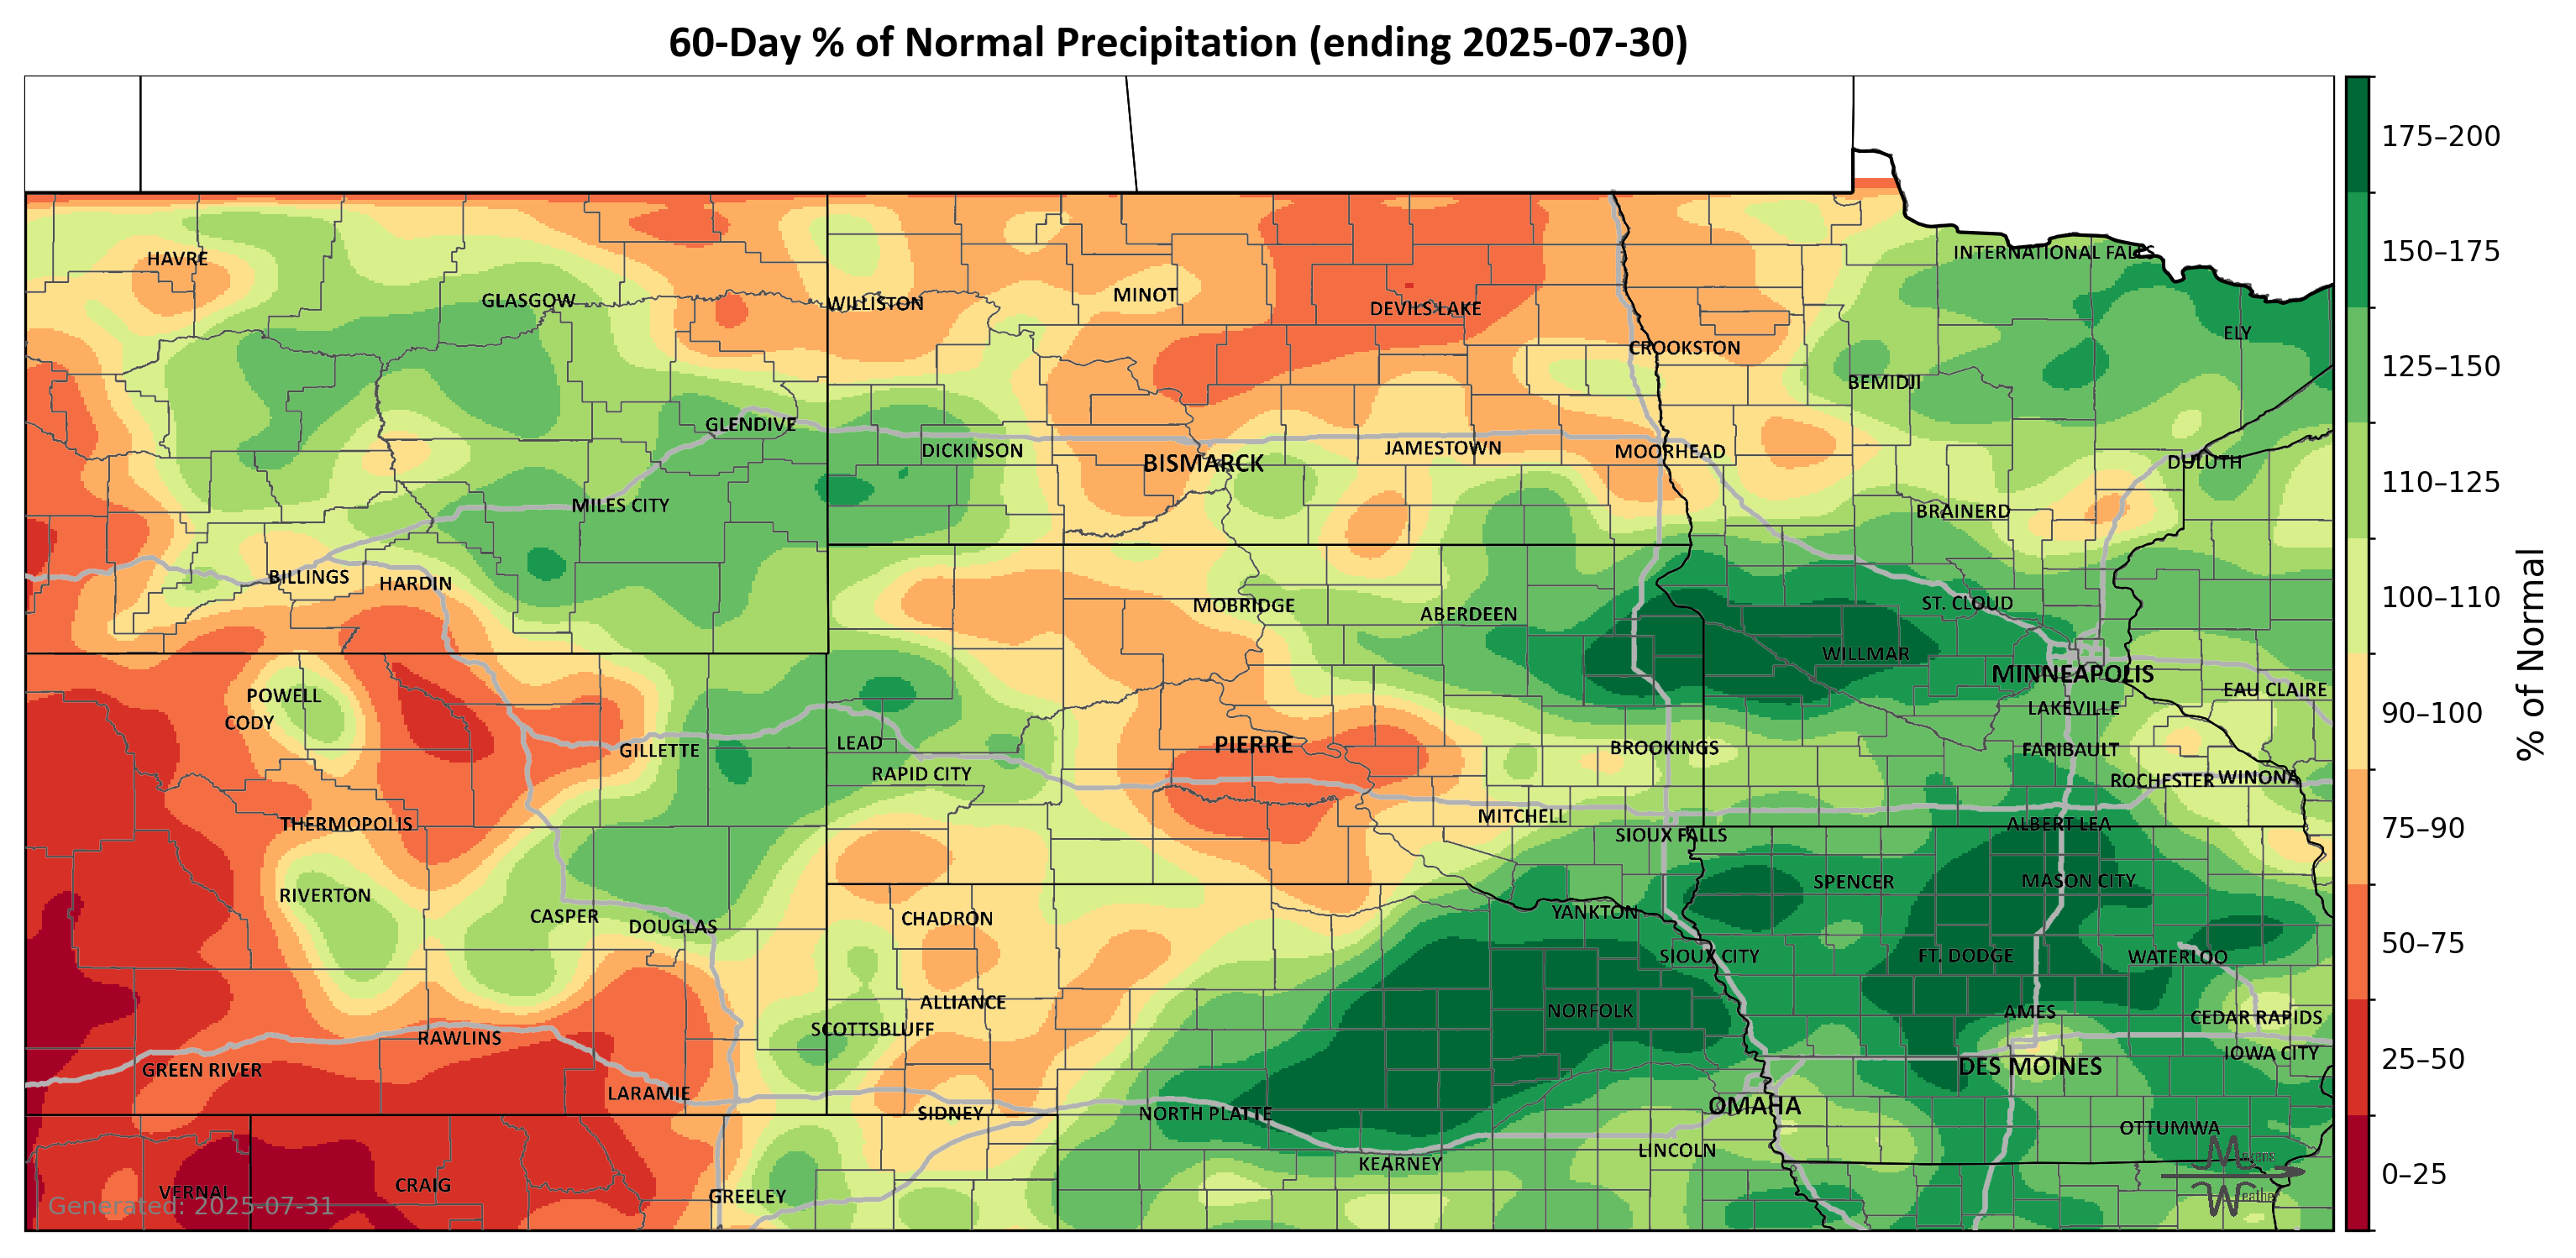 60-Day % of Normal Precipitation (ending 2025-07-30)
175–200
INTERNATIONAL FALLS
150–175
HAVRE
GLASGOW
WILLISTON
MINOT
DEVILS LAKE
ELY
CROOKSTON
125–150
BEMIDJI
GLENDIVE
DICKINSON
BISMARCK
JAMESTOWN
MOORHEAD
DULUTH
110–125
MILES CITY
BRAINERD
BILLINGS
HARDIN
MOBRIDGE
ABERDEEN
ST. CLOUD
100–110
WILLMAR
MINNEAPOLIS
POWELL
EAU CLAIRE
CODY
LAKEVILLE
90–100
GILLETTE
LEAD
PIERRE
BROOKINGS
FARIBAULT
% of Normal
RAPID CITY
ROCHESTER
WINONA
THERMOPOLIS
MITCHELL
SIOUX FALLS
ALBERT LEA
75–90
RIVERTON
SPENCER
MASON CITY
CASPER
DOUGLAS
CHADRON
YANKTON
SIOUX CITY
FT. DODGE
WATERLOO
50–75
ALLIANCE
NORFOLK
AMES
CEDAR RAPIDS
SCOTTSBLUFF
RAWLINS
GREEN RIVER
DES MOINES
IOWA CITY
25–50
LARAMIE
SIDNEY
NORTH PLATTE
OMAHA
OTTUMWA
LINCOLN
KEARNEY
VERNAL
CRAIG
GREELEY
0–25
Generated: 2025-07-31